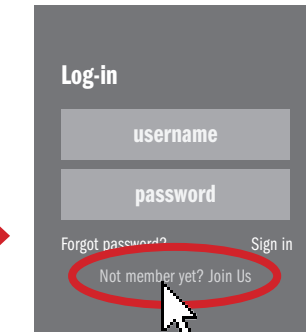 Log-in
username
password
Forgot password? Sign in
Not member yet? Join Us